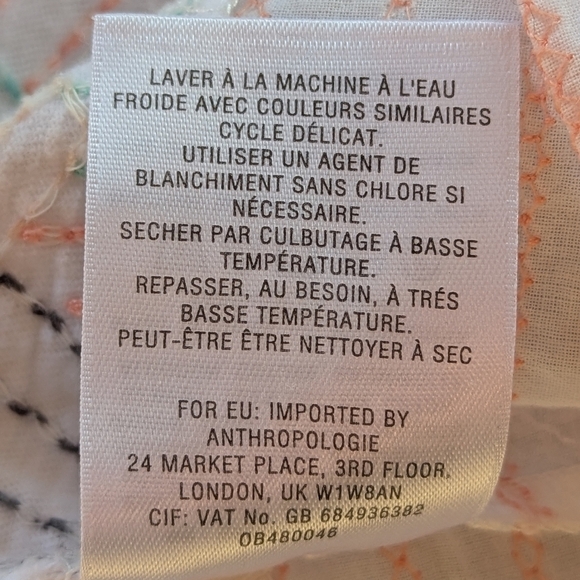 LAVER À LA MACHINE À L'EAU
FROIDE AVEC COULEURS SIMILAIRES
CYCLE DÉLICAT.
UTILISER UN AGENT DE
BLANCHIMENT SANS CHLORE SI
NÉCESSAIRE.
SECHER PAR CULBUTAGE À BASSE
TEMPÉRATURE.
REPASSER, AU BESOIN, À TRÉS
BASSE TEMPÉRATURE.
PEUT-ÊTRE ÊTRE NETTOYER À SEC
FOR EU: IMPORTED BY
ANTHROPOLOGIE
24 MARKET PLACE, 3RD FLOOR.
LONDON, UK W1W8AN
CIF: VAT No. GB 684936382
OB480046